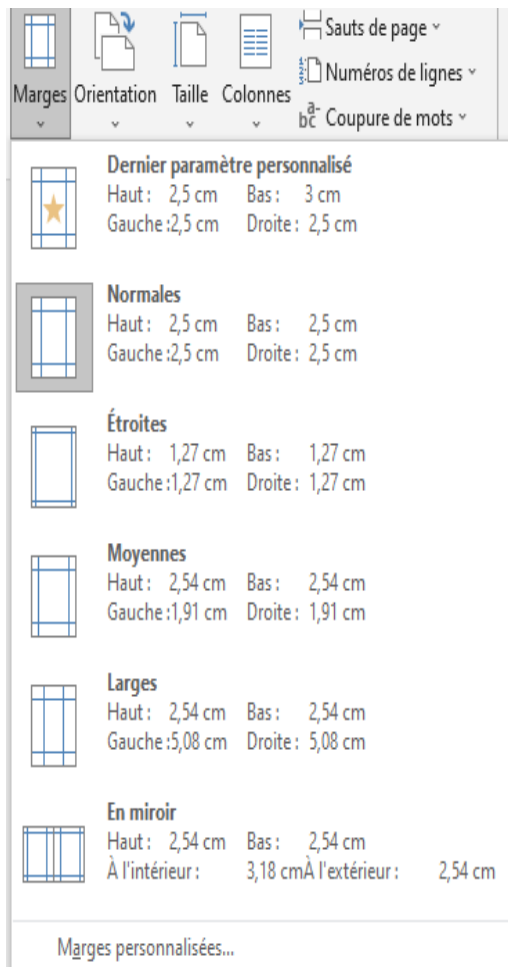 Marges Orientation Taille Colonnes
Sauts de page
Numéros de lignes
Coupure de mots
Dernier paramètre personnalisé
Haut : 2,5 cm Bas : 3 cm
Gauche :2,5 cm Droite : 2,5 cm
Normales
Haut : 2,5 cm Bas : 2,5 cm
Gauche :2,5 cm Droite : 2,5 cm
Étroites
Haut : 1,27 cm Bas : 1,27 cm
Gauche :1,27 cm Droite : 1,27 cm
Moyennes
Haut : 2,54 cm Bas : 2,54 cm
Gauche :1,91 cm Droite : 1,91 cm
Larges
Haut : 2,54 cm Bas : 2,54 cm
Gauche :5,08 cm Droite : 5,08 cm
En miroir
Haut : 2,54 cm Bas : 2,54 cm
À l'intérieur : 3,18 cmÀ l'extérieur : 2,54 cm
Marges personnalisées...